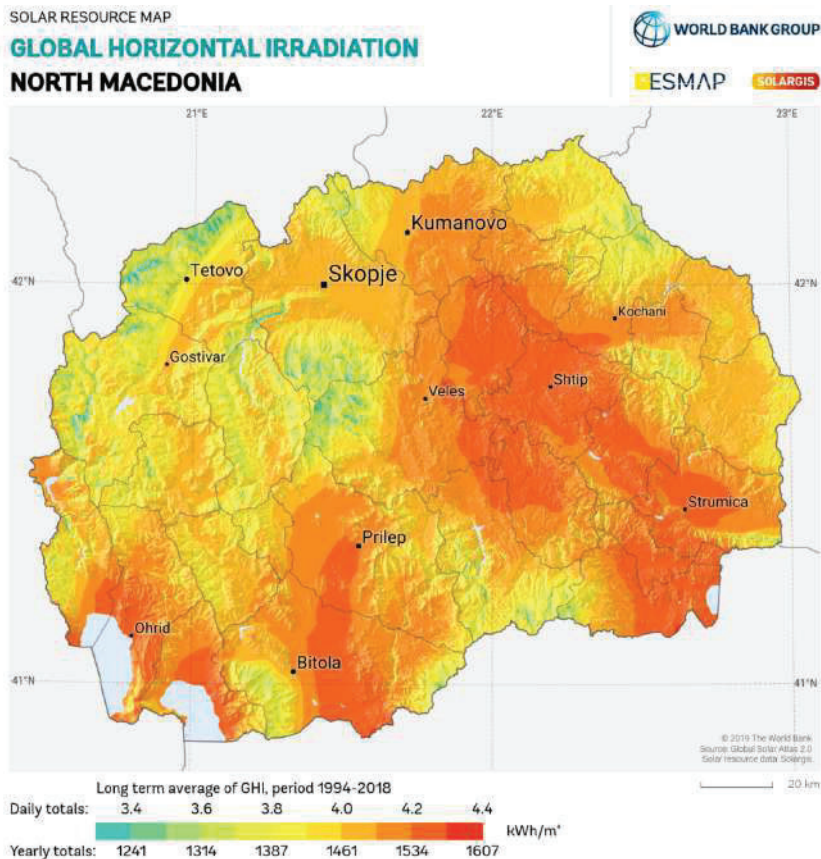 SOLAR RESOURCE MAP
GLOBAL HORIZONTAL IRRADIATION
NORTH MACEDONIA
WORLD BANK GROUP
ESMAP SOLARGIS
21°E 22°E 23°E
Kumanovo
Tetovo
Skopje
42°N 42°N
Kochani
Gostivar
Veles
Shtip
Strumica
Prilep
Ohrid
Bitola
41°N 41°N
© 2019 The World Bank
Source: Global Solar Atlas 2.0
Solar resource data: Solargis
20 km
Long term average of GHI, period 1994-2018
Daily totals: 3.4 3.6 3.8 4.0 4.2 4.4
kWh/m²
Yearly totals: 1241 1314 1387 1461 1534 1607